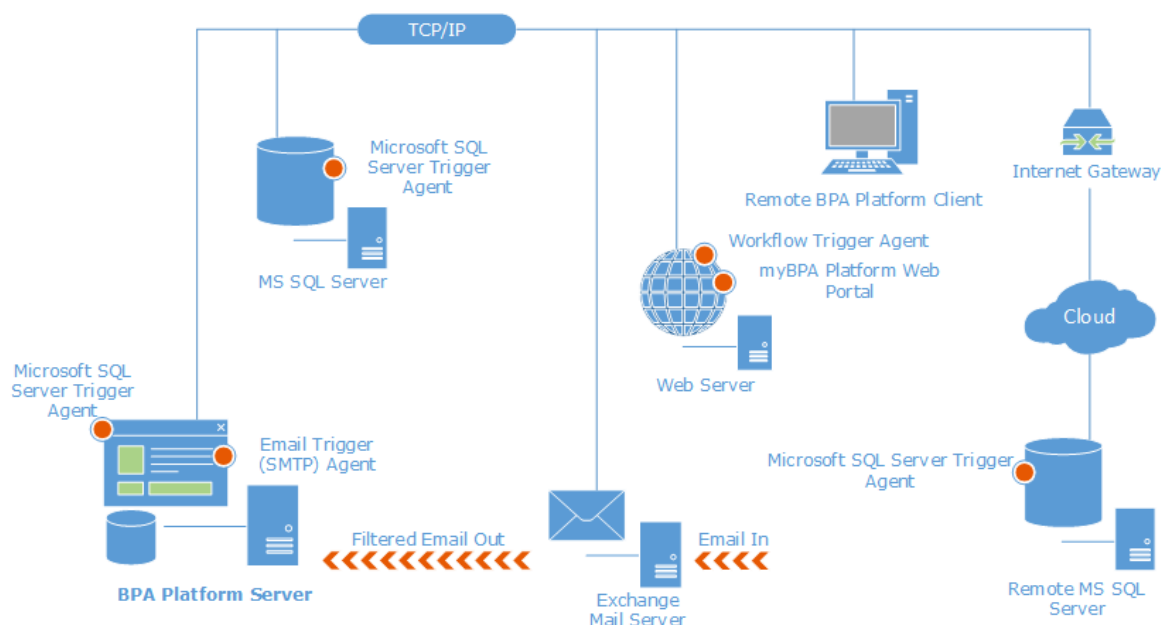 TCP/IP
Microsoft SQL
Server Trigger
Agent
MS SQL Server
Remote BPA Platform Client
Internet Gateway
Workflow Trigger Agent
myBPA Platform Web
Portal
Web Server
Cloud
Microsoft SQL
Server Trigger
Agent
Email Trigger
(SMTP) Agent
BPA Platform Server
Filtered Email Out
Email In
Exchange
Mail Server
Microsoft SQL Server Trigger
Agent
Remote MS SQL
Server